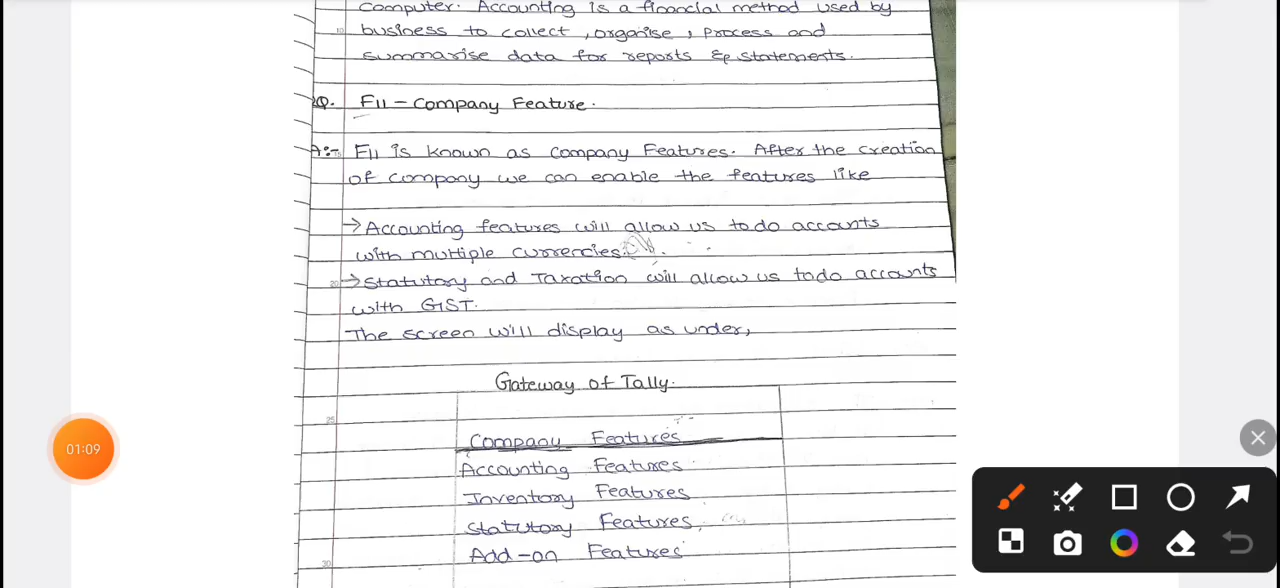 Computer. Accounting is a financial method used by
business to collect, organise, Process and
summarise data for reports & statements.
Q. F11 - Company Feature.
A:- F11 is known as Company Features. After the creation
of company we can enable the features like
→ Accounting features will allow us to do accounts
with multiple currencies.
→ Statutory and Taxation will allow us to do accounts
with GST.
The screen will display as under,
Gateway of Tally.
Company Features
Accounting Features
Inventory Features
Statutory Features
Add-on Features
01:09
10
20
25
30